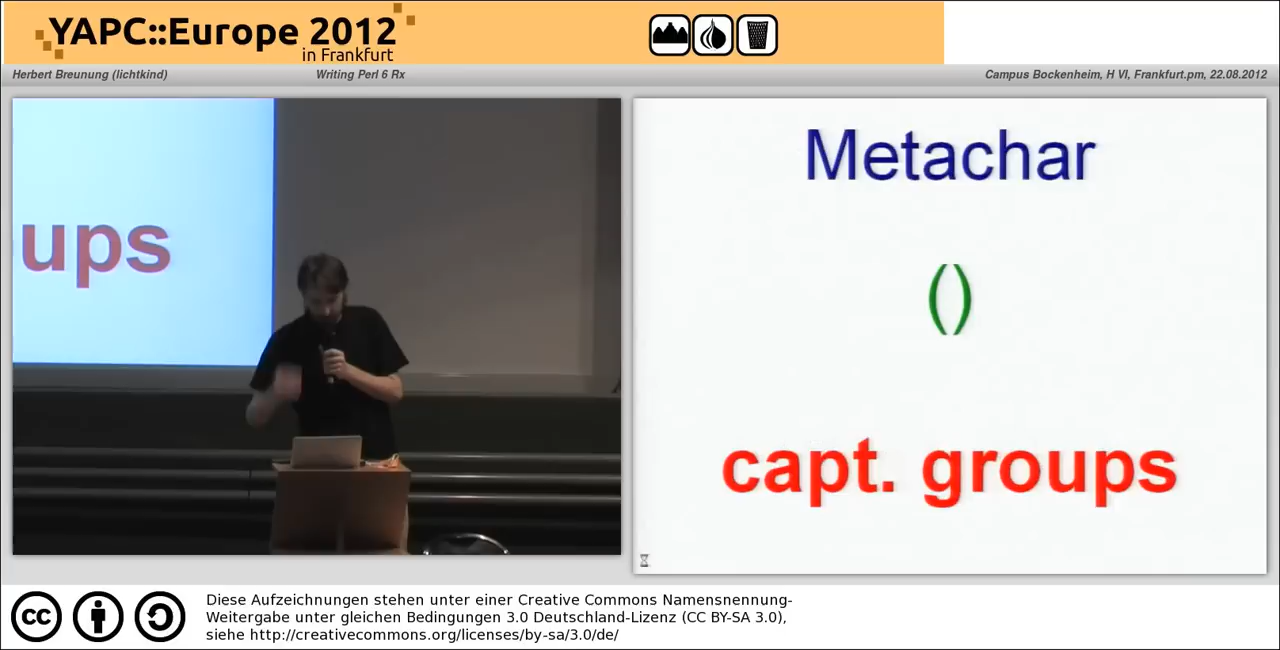 YAPC::Europe 2012
in Frankfurt
Herbert Breunung (lichtkind)
Writing Perl 6 Rx
Campus Bockenheim, H VI, Frankfurt.pm, 22.08.2012
ups
Metachar
()
capt. groups
cc
Diese Aufzeichnungen stehen unter einer Creative Commons Namensnennung-
Weitergabe unter gleichen Bedingungen 3.0 Deutschland-Lizenz (CC BY-SA 3.0),
siehe http://creativecommons.org/licenses/by-sa/3.0/de/